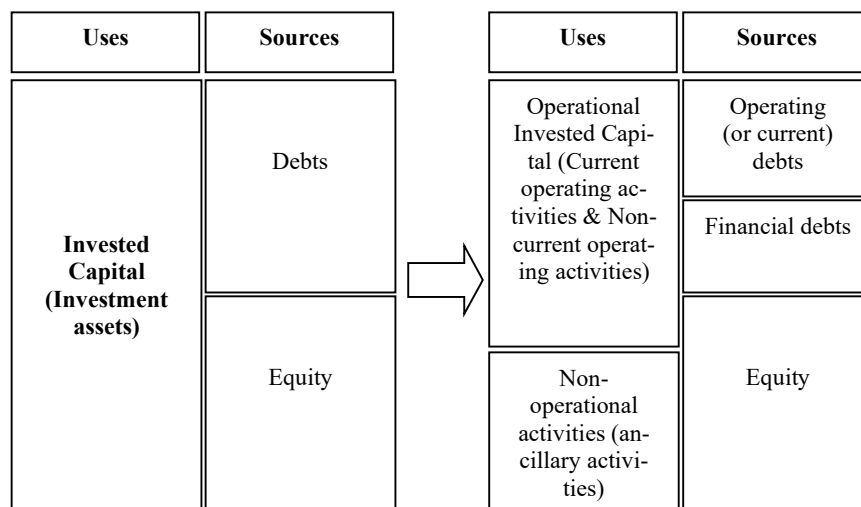 Uses
Sources
Invested
Capital
(Investment
assets)
Debts
Equity
Uses
Sources
Operational
Invested Capi-
tal (Current
operating ac-
tivities & Non-
current operat-
ing activities)
Non-
operational
activities (an-
cillary activi-
ties)
Operating
(or current)
debts
Financial debts
Equity